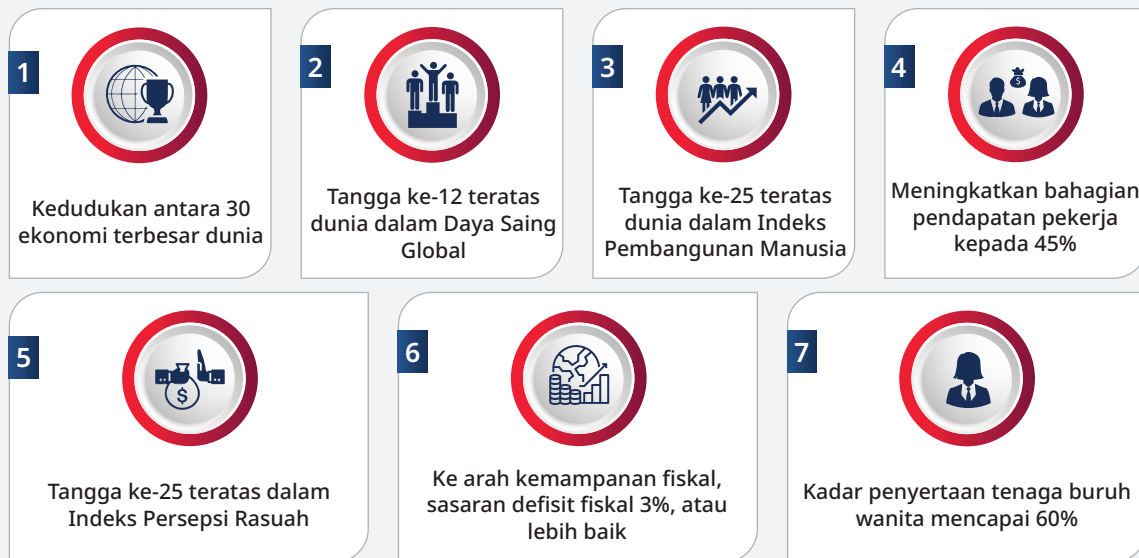 1
Kedudukan antara 30
ekonomi terbesar dunia
2
Tangga ke-12 teratas
dunia dalam Daya Saing
Global
3
Tangga ke-25 teratas
dunia dalam Indeks
Pembangunan Manusia
4
$
Meningkatkan bahagian
pendapatan pekerja
kepada 45%
5
$
Tangga ke-25 teratas dalam
Indeks Persepsi Rasuah
6
Ke arah kemampanan fiskal,
sasaran defisit fiskal 3%, atau
lebih baik
7
Kadar penyertaan tenaga buruh
wanita mencapai 60%